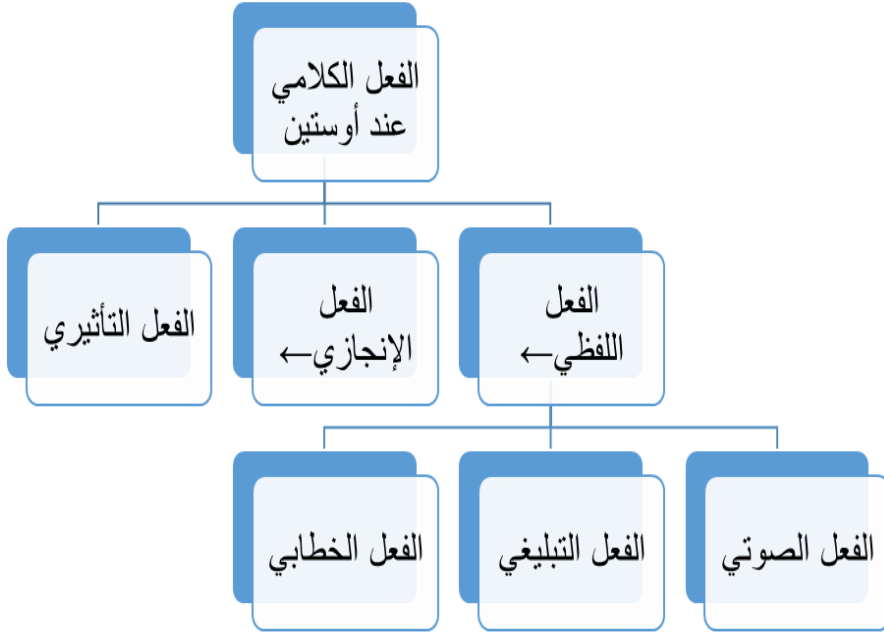 الفعل الكلامي
عند أوستين
الفعل
اللفظي←
الفعل
الإنجازي←
الفعل التأثيري
الفعل الصوتي
الفعل التبليغي
الفعل الخطابي